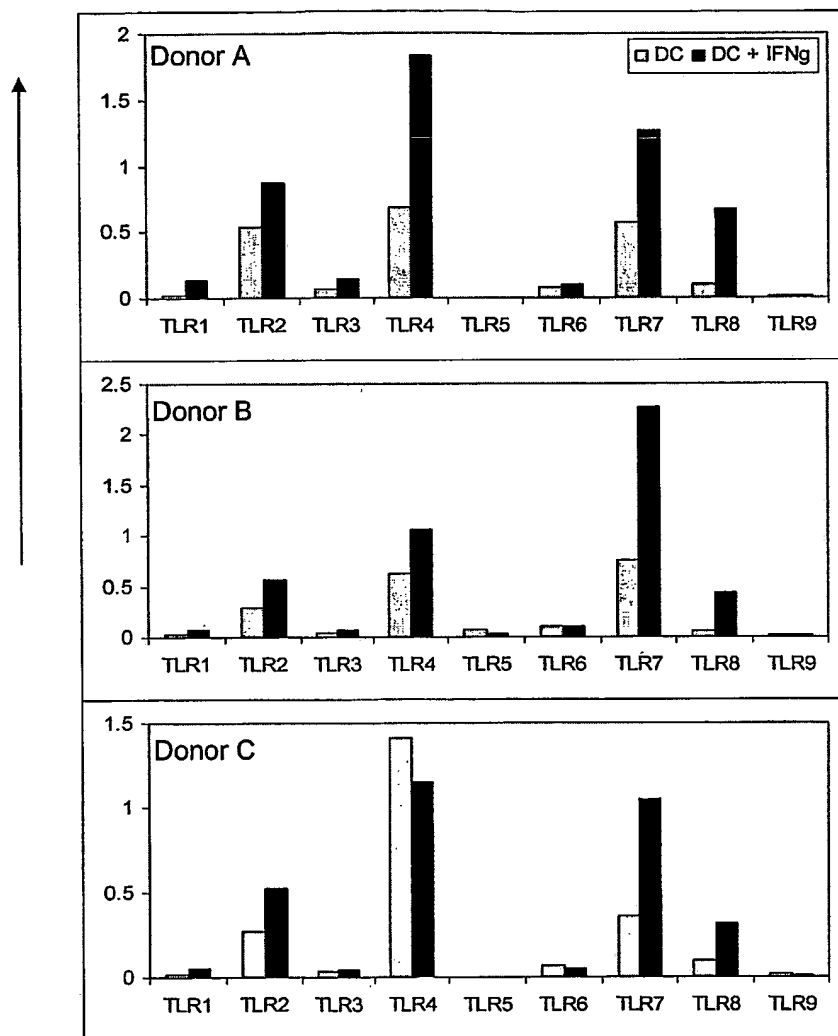 2
Donor A
DC DC + IFNg
1.5
1
0.5
0
TLR1 TLR2 TLR3 TLR4 TLR5 TLR6 TLR7 TLR8 TLR9
2.5
Donor B
2
1.5
1
0.5
0
TLR1 TLR2 TLR3 TLR4 TLR5 TLR6 TLR7 TLR8 TLR9
1.5
Donor C
1
0.5
0
TLR1 TLR2 TLR3 TLR4 TLR5 TLR6 TLR7 TLR8 TLR9